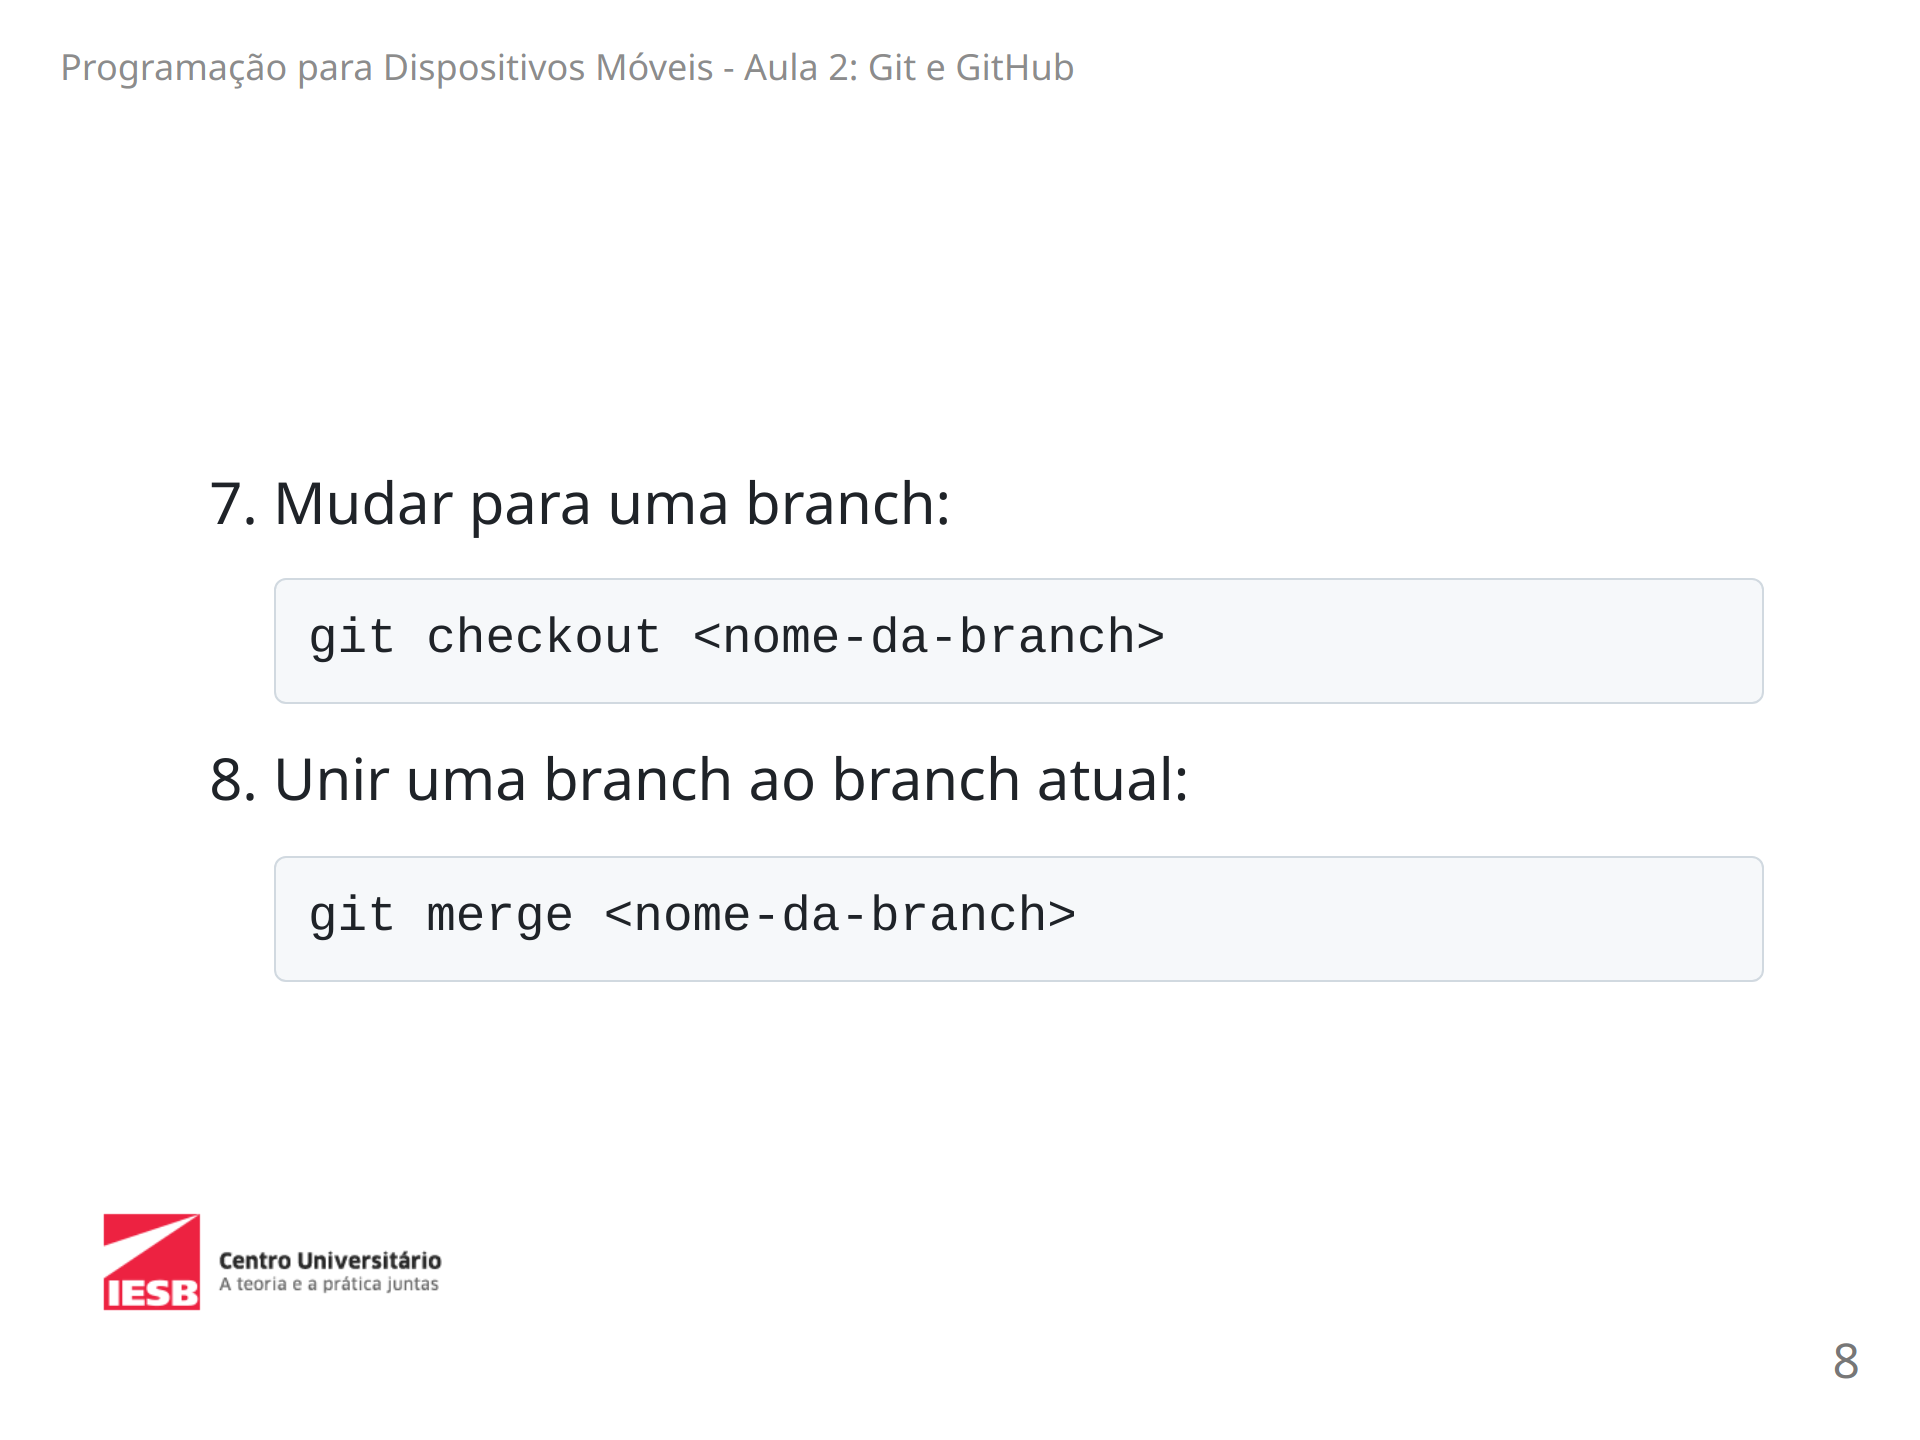 Programação para Dispositivos Móveis - Aula 2: Git e GitHub
7. Mudar para uma branch:
git checkout <nome-da-branch>
8. Unir uma branch ao branch atual:
git merge <nome-da-branch>
IESB
Centro Universitário
A teoria e a prática juntas
8